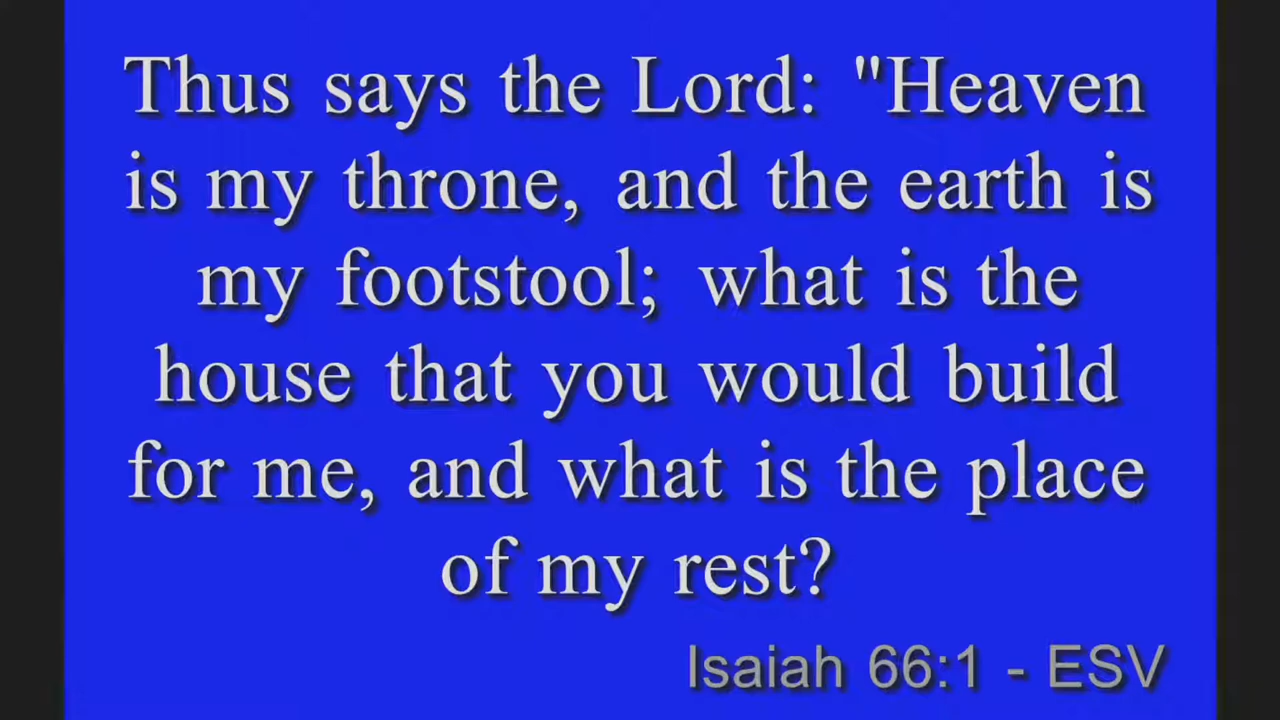 Thus says the Lord: "Heaven
is my throne, and the earth is
my footstool; what is the
house that you would build
for me, and what is the place
of my rest?
Isaiah 66:1 - ESV